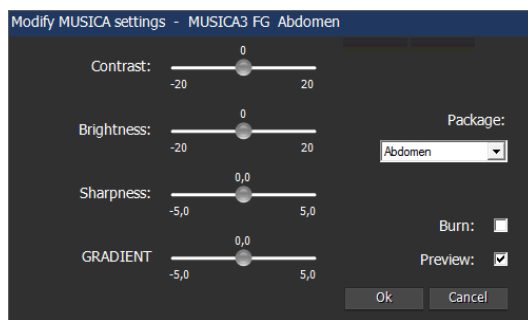 Modify MUSICA settings - MUSICA3 FG Abdomen
0
Contrast:
-20 20
0
Brightness:
-20 20
Package:
Abdomen
0,0
Sharpness:
-5,0 5,0
Burn:
0,0
GRADIENT
Preview:
-5,0 5,0
Ok Cancel